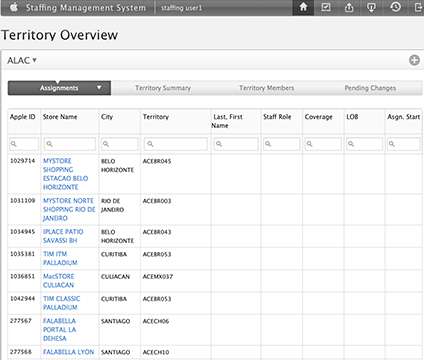 Staffing Management System staffing user1
Territory Overview
ALAC
Assignments Territory Summary Territory Members Pending Changes
Apple ID Store Name City Territory Last, First Name Staff Role Coverage LOB Asgn. Start
1029714 MYSTORE SHOPPING ESTACAO BELO HORIZONTE BELO HORIZONTE ACEBR045
1031109 MYSTORE NORTE SHOPPING RIO DE JANEIRO RIO DE JANEIRO ACEBR003
1034945 IPLACE PATIO SAVASSI BH BELO HORIZONTE ACEBR043
1035381 TIM ITM PALLADIUM CURITIBA ACEBR053
1036851 MacSTORE CULIACAN CULIACAN ACEMX037
1042944 TIM CLASSIC PALLADIUM CURITIBA ACEBR053
277567 FALABELLA PORTAL LA DEHESA SANTIAGO ACECH06
277568 FALABELLA LYON SANTIAGO ACECH10